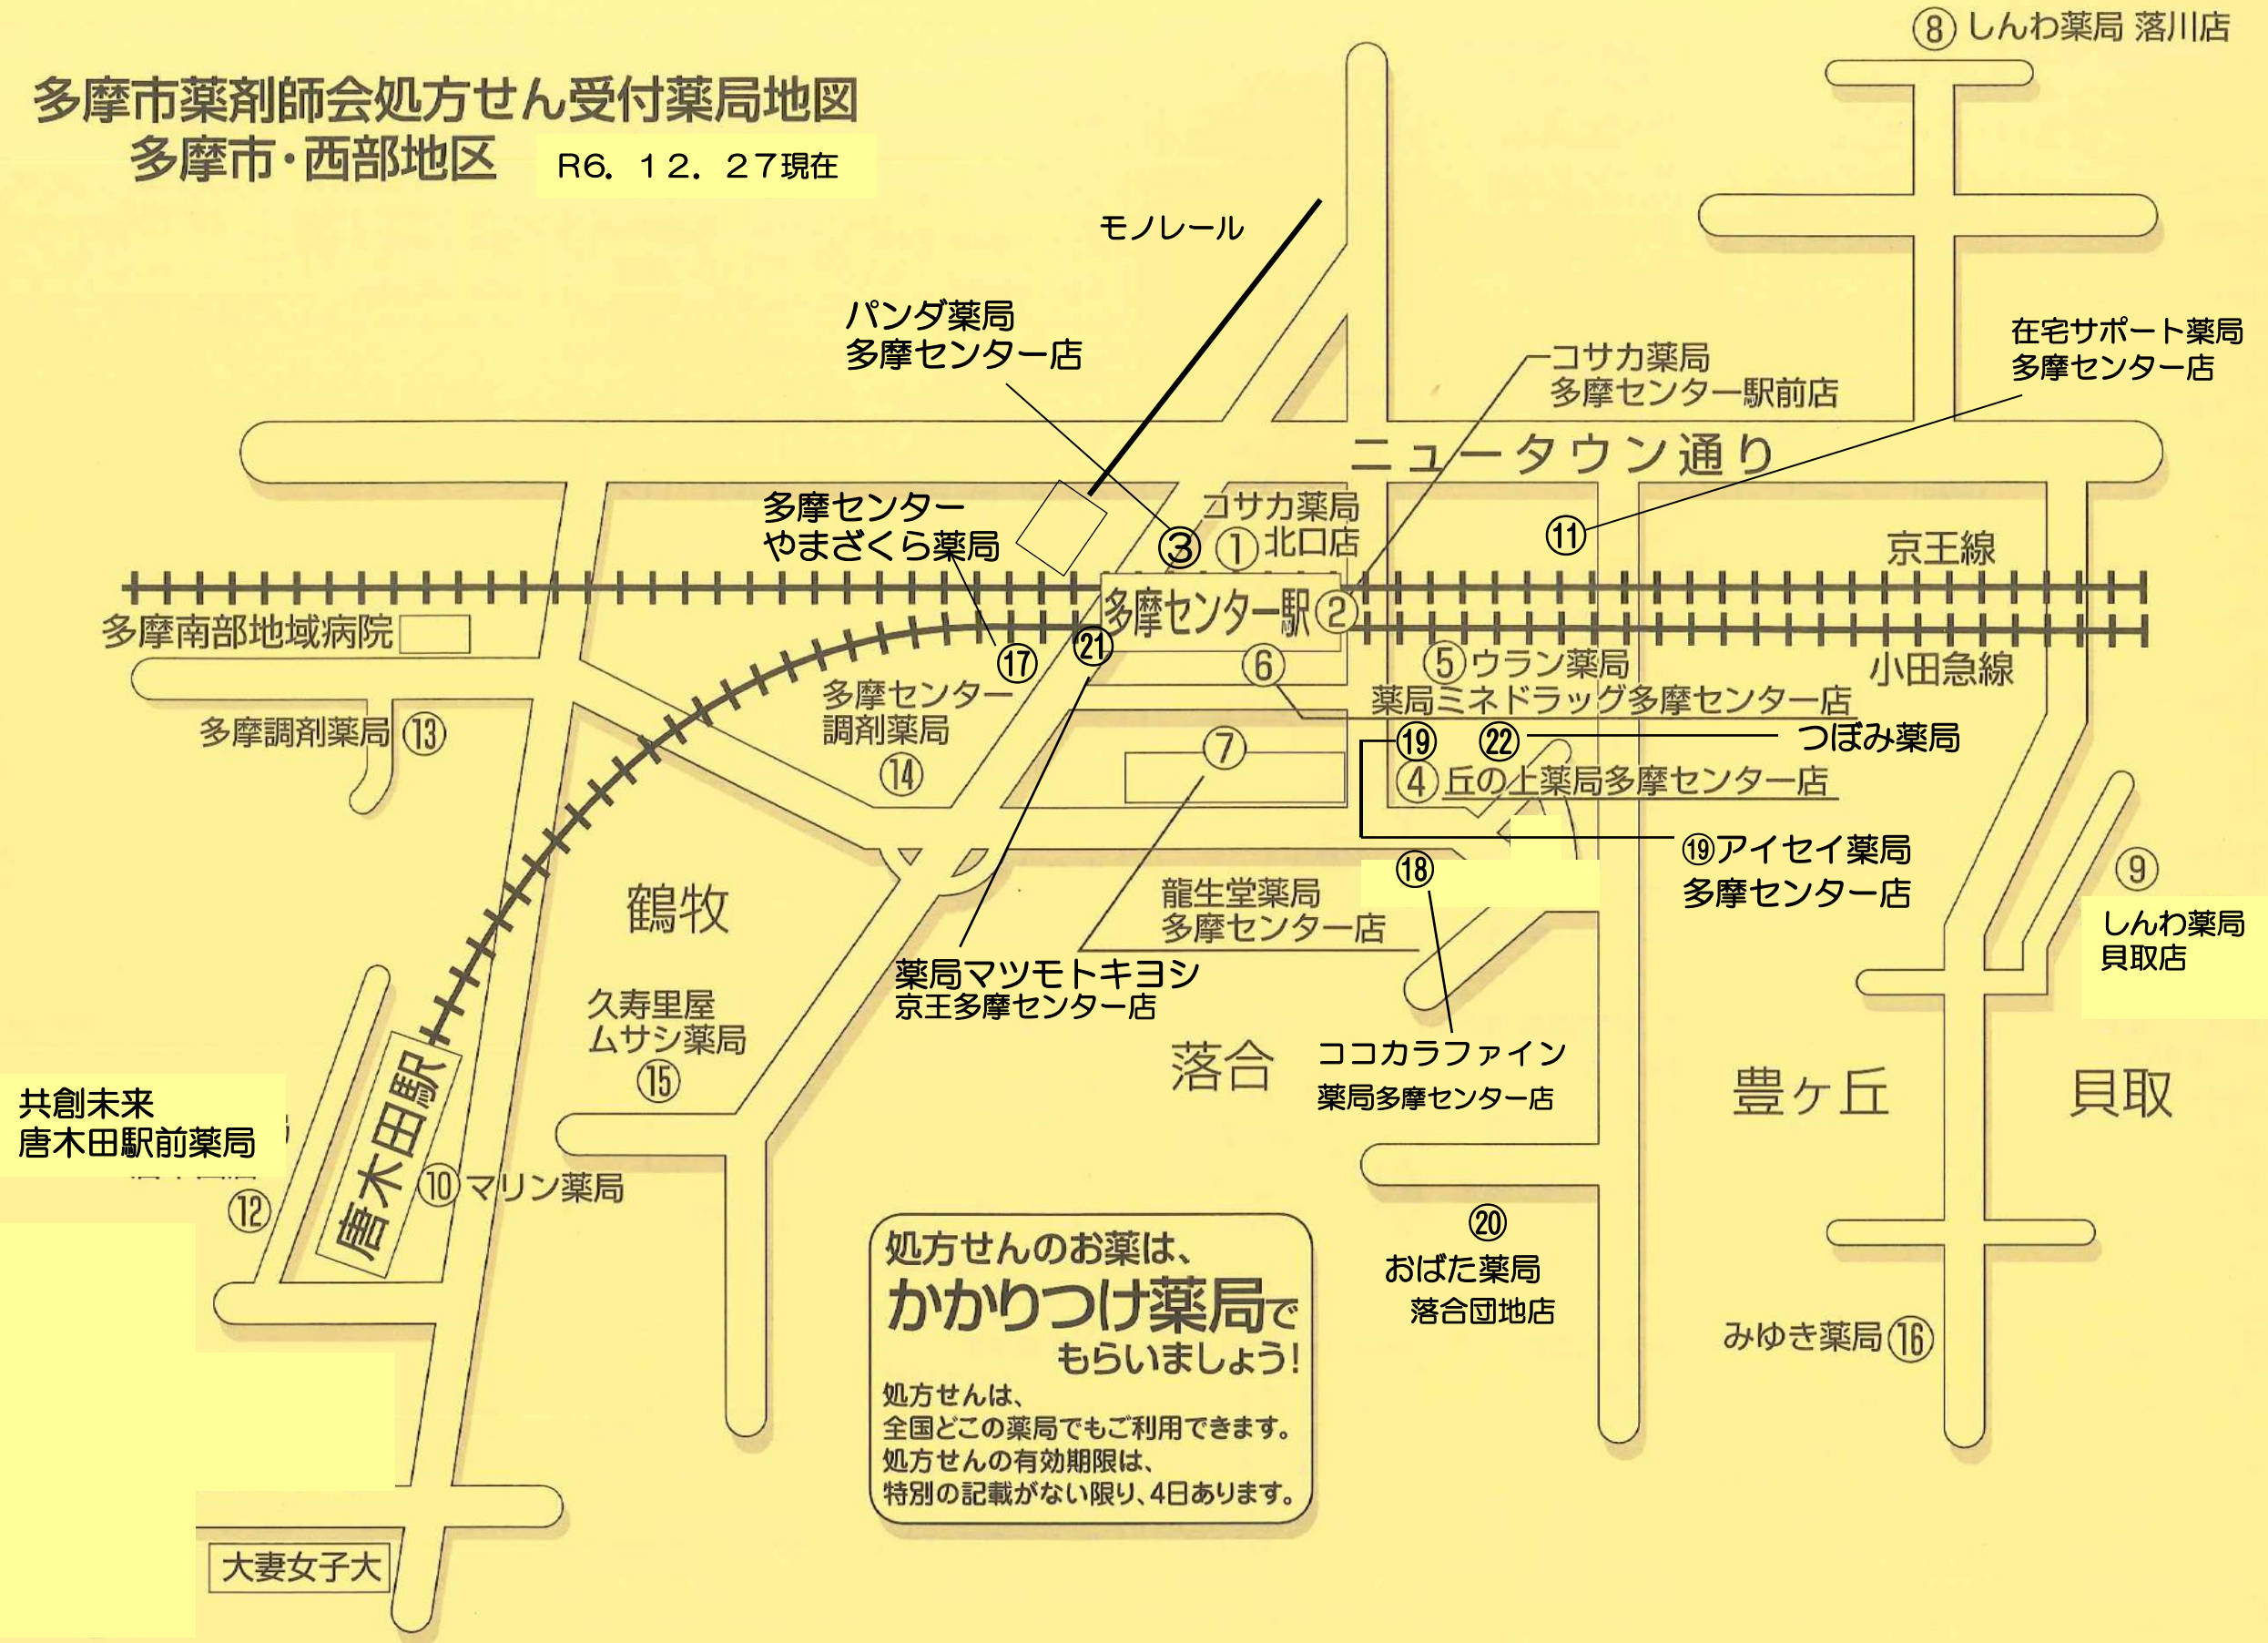 ⑧しんわ薬局 落川店
多摩市薬剤師会処方せん受付薬局地図
多摩市・西部地区
R6．１２．２７現在
モノレール
パンダ薬局
多摩センター店
コサカ薬局
多摩センター駅前店
在宅サポート薬局
多摩センター店
ニュータウン通り
多摩センター
やまざくら薬局
コサカ薬局
③ ① 北口店
⑪
京王線
多摩南部地域病院
多摩センター駅②
㉑
⑰
⑥
⑤ウラン薬局
小田急線
薬局ミネドラッグ多摩センター店
多摩センター
調剤薬局
⑭
多摩調剤薬局⑬
⑦
⑲ ㉒ つぼみ薬局
④丘の上薬局多摩センター店
⑲アイセイ薬局
多摩センター店
⑱
⑨
しんわ薬局
貝取店
鶴牧
龍生堂薬局
多摩センター店
薬局マツモトキヨシ
京王多摩センター店
久寿里屋
ムサシ薬局
⑮
落合
ココカラファイン
薬局多摩センター店
豊ヶ丘
貝取
共創未来
唐木田駅前薬局
⑫
唐木田駅
⑩マリン薬局
⑳
おばた薬局
落合団地店
みゆき薬局⑯
処方せんのお薬は、
かかりつけ薬局で
もらいましょう!
処方せんは、
全国どこの薬局でもご利用できます。
処方せんの有効期限は、
特別の記載がない限り、4日あります。
大妻女子大